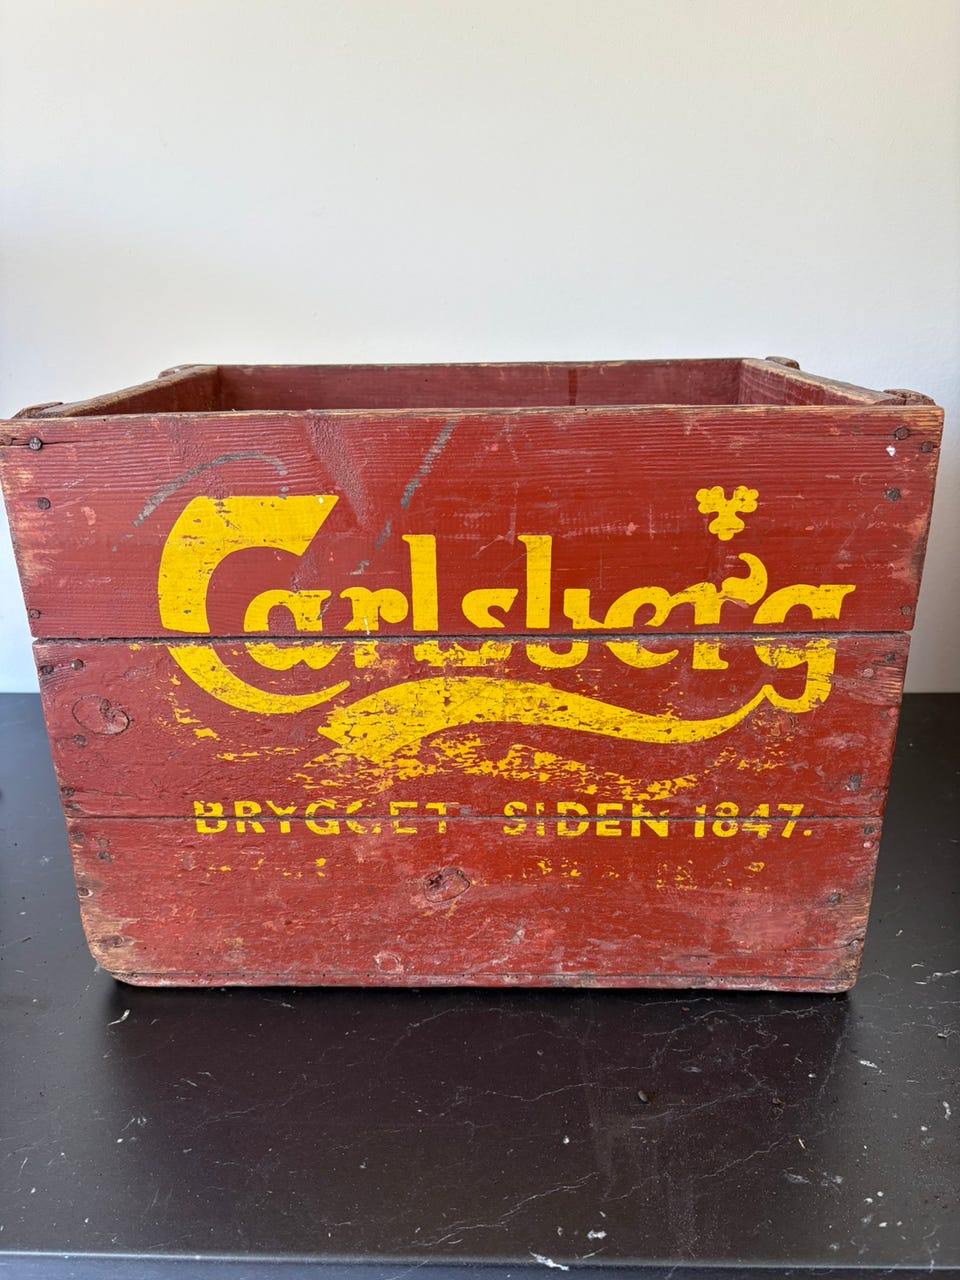 Carlsberg
BRYGGET SIDEN 1847.